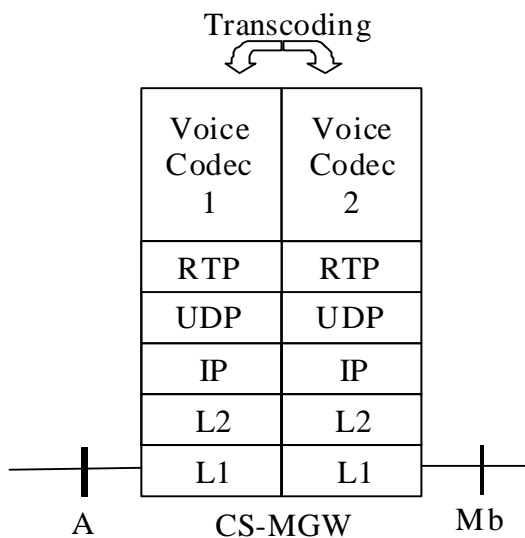 Transcoding
Voice Voice
Codec Codec
1 2
RTP RTP
UDP UDP
IP IP
L2 L2
L1 L1
A CS-MGW Mb